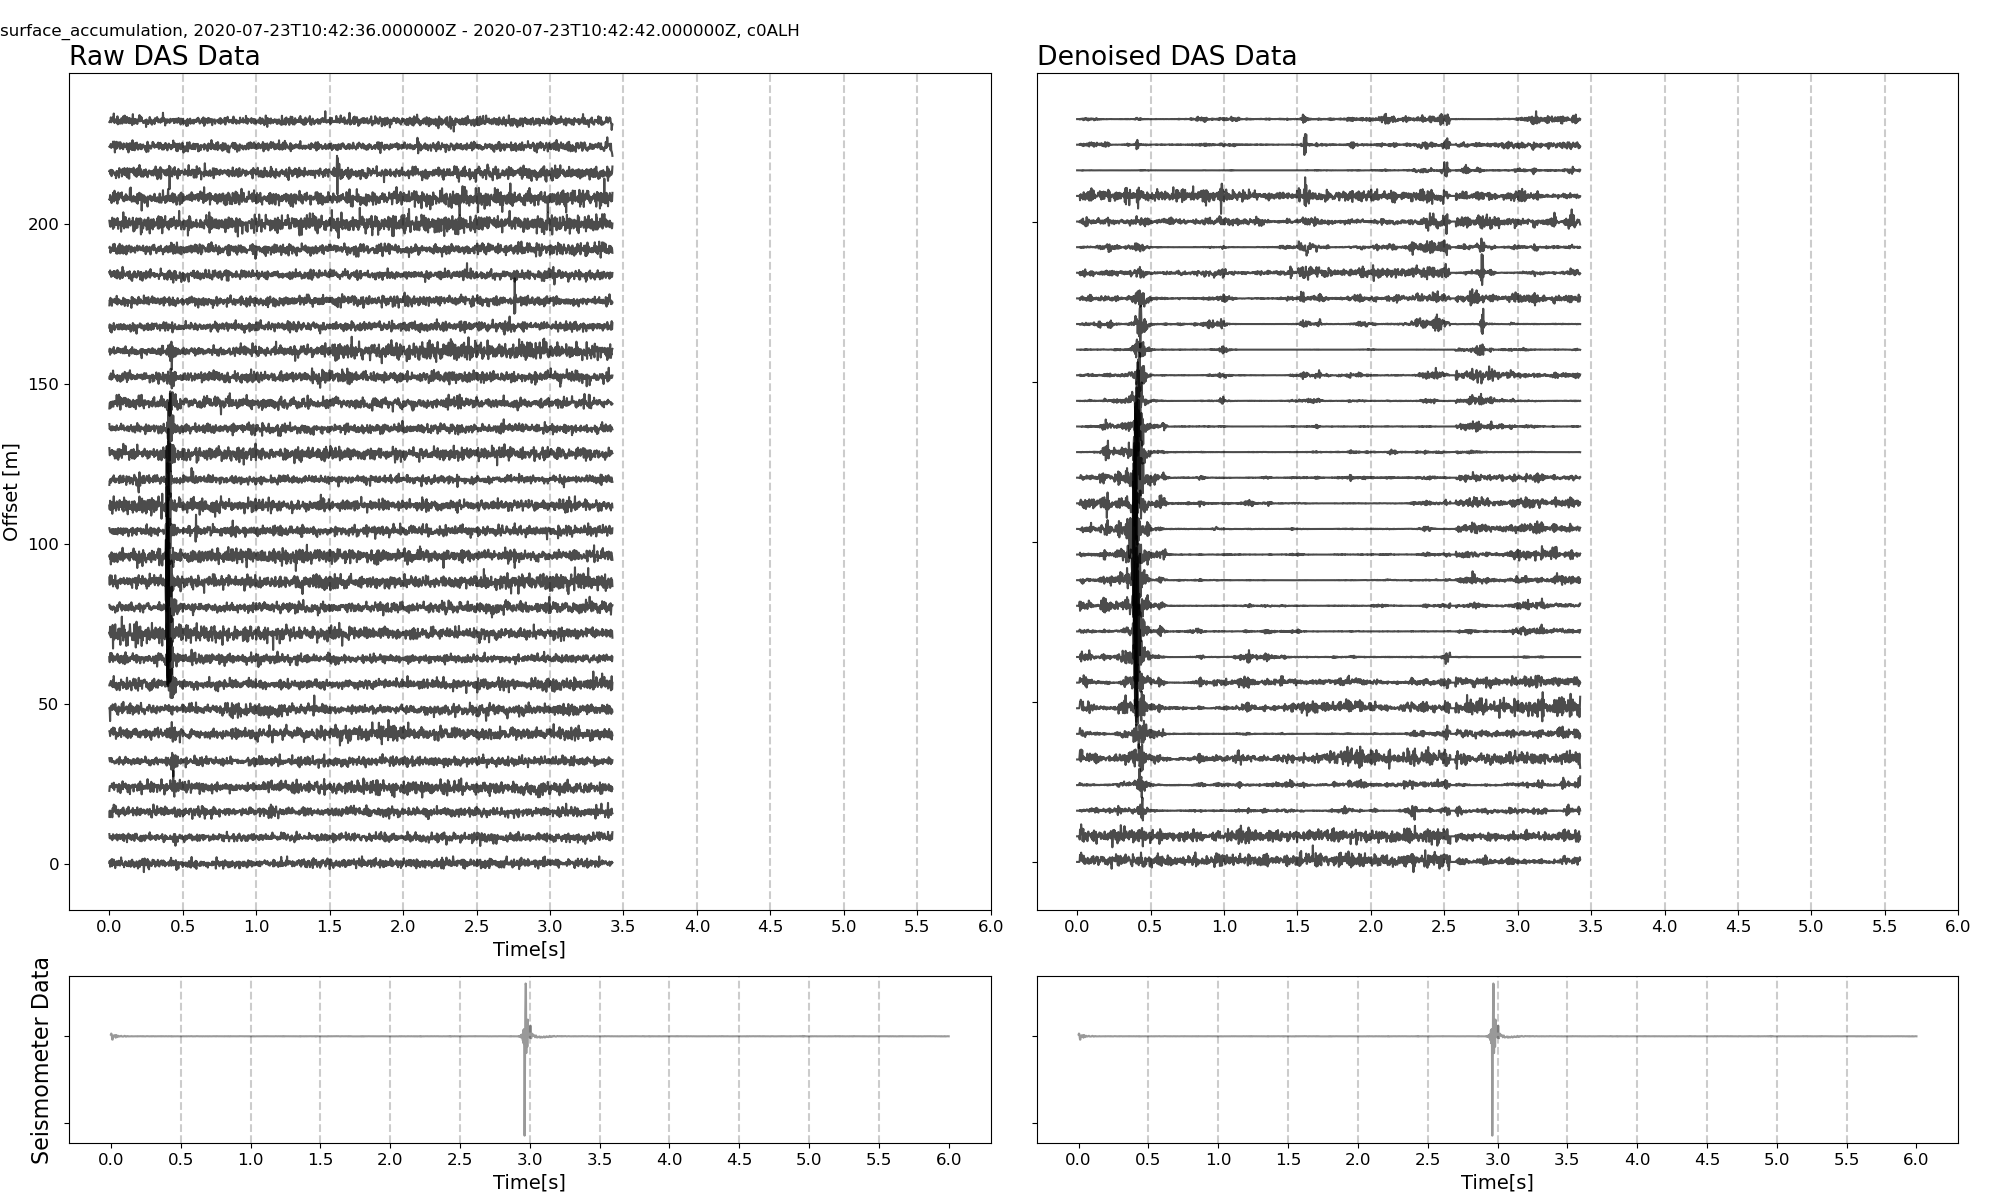 surface_accumulation, 2020-07-23T10:42:36.000000Z - 2020-07-23T10:42:42.000000Z, c0ALH
Raw DAS Data
Denoised DAS Data
Offset [m]
200
150
100
50
0
0.0 0.5 1.0 1.5 2.0 2.5 3.0 3.5 4.0 4.5 5.0 5.5 6.0
Time[s]
0.0 0.5 1.0 1.5 2.0 2.5 3.0 3.5 4.0 4.5 5.0 5.5 6.0
Seismometer Data
0.0 0.5 1.0 1.5 2.0 2.5 3.0 3.5 4.0 4.5 5.0 5.5 6.0
Time[s]
0.0 0.5 1.0 1.5 2.0 2.5 3.0 3.5 4.0 4.5 5.0 5.5 6.0
Time[s]